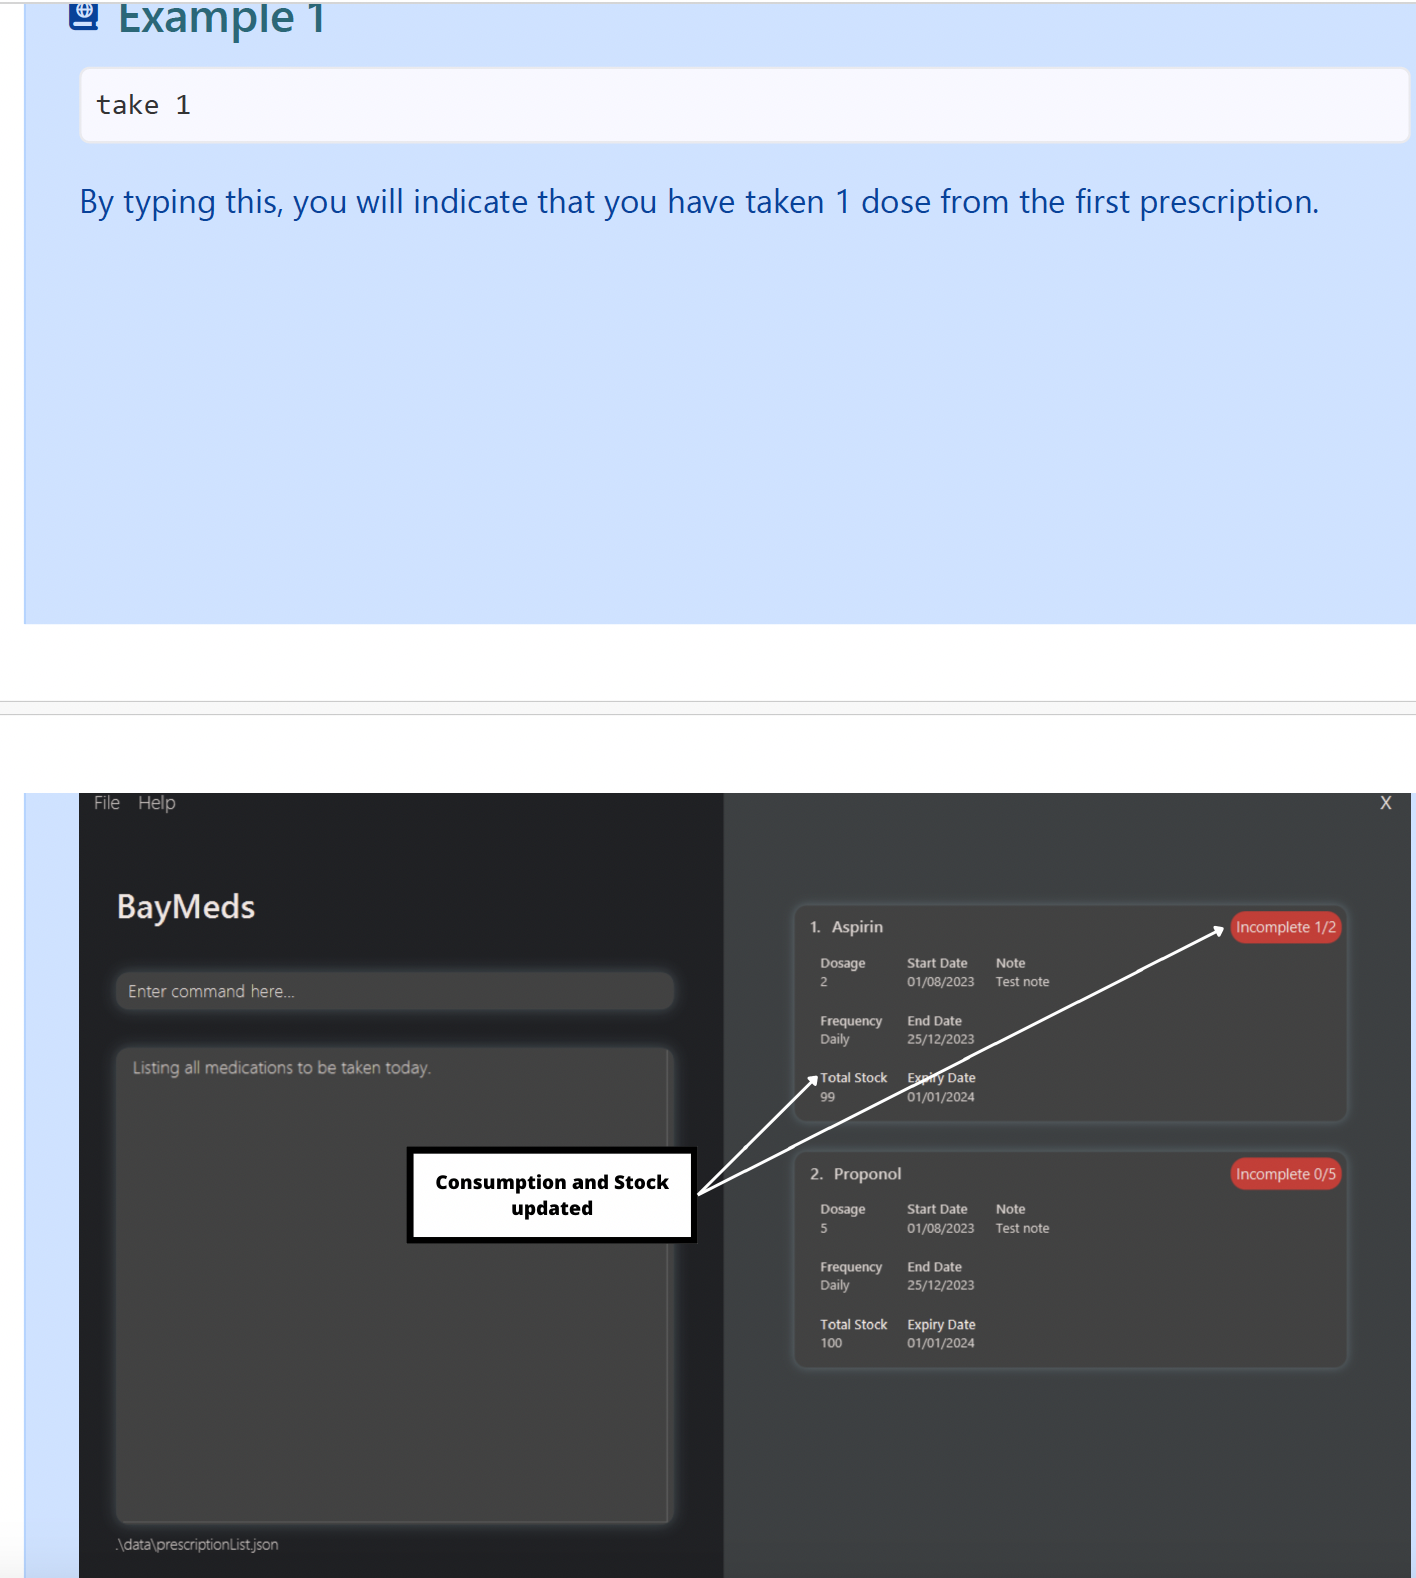 Example 1
take 1
By typing this, you will indicate that you have taken 1 dose from the first prescription.
File Help
X
BayMeds
Enter command here...
Listing all medications to be taken today.
Consumption and Stock
updated
.\data\prescriptionList.json
1. Aspirin
Incomplete 1/2
Dosage Start Date Note
2 01/08/2023 Test note
Frequency End Date
Daily 25/12/2023
Total Stock Expiry Date
99 01/01/2024
2. Proponol
Incomplete 0/5
Dosage Start Date Note
5 01/08/2023 Test note
Frequency End Date
Daily 25/12/2023
Total Stock Expiry Date
100 01/01/2024